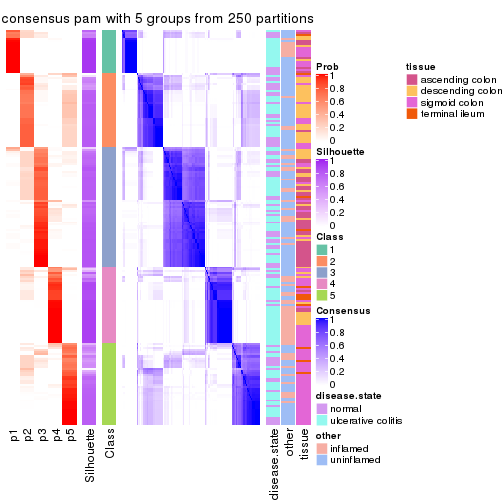 consensus pam with 5 groups from 250 partitions
Prob
1
0.8
0.6
0.4
0.2
0
Silhouette
1
0.8
0.6
0.4
0.2
0
Class
1
2
3
4
5
Consensus
1
0.8
0.6
0.4
0.2
0
disease.state
normal
ulcerative colitis
other
inflamed
uninflamed
tissue
ascending colon
descending colon
sigmoid colon
terminal ileum
p1
p2
p3
p4
p5
Silhouette
Class
disease.state
other
tissue